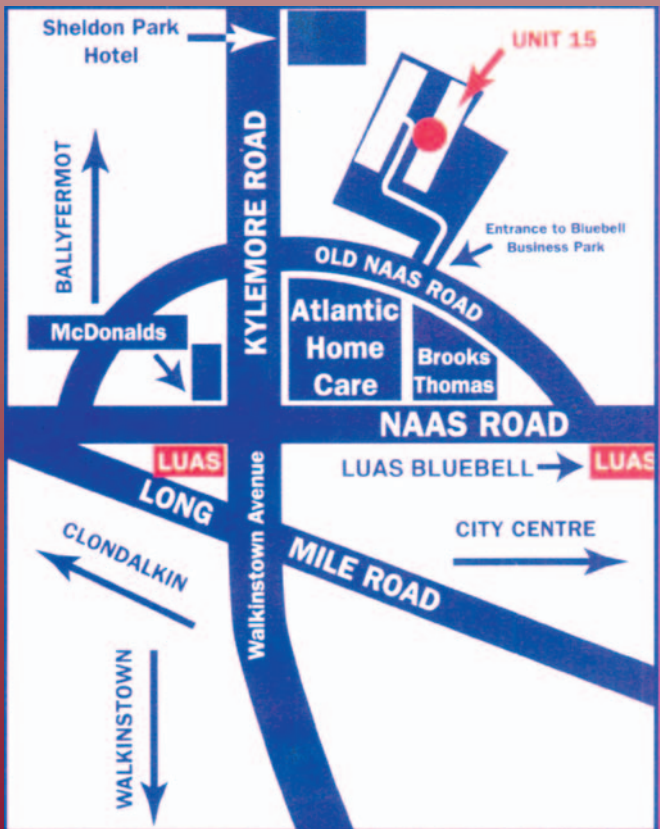 Sheldon Park
Hotel
UNIT 15
KYLEMORE ROAD
BALLYFERMOT
Entrance to Bluebell
Business Park
OLD NAAS ROAD
McDonalds
Atlantic
Home
Care
Brooks
Thomas
NAAS ROAD
LUAS
LUAS BLUEBELL
LUAS
LONG
MILE ROAD
Walkinstown Avenue
CITY CENTRE
CLONDALKIN
WALKINSTOWN